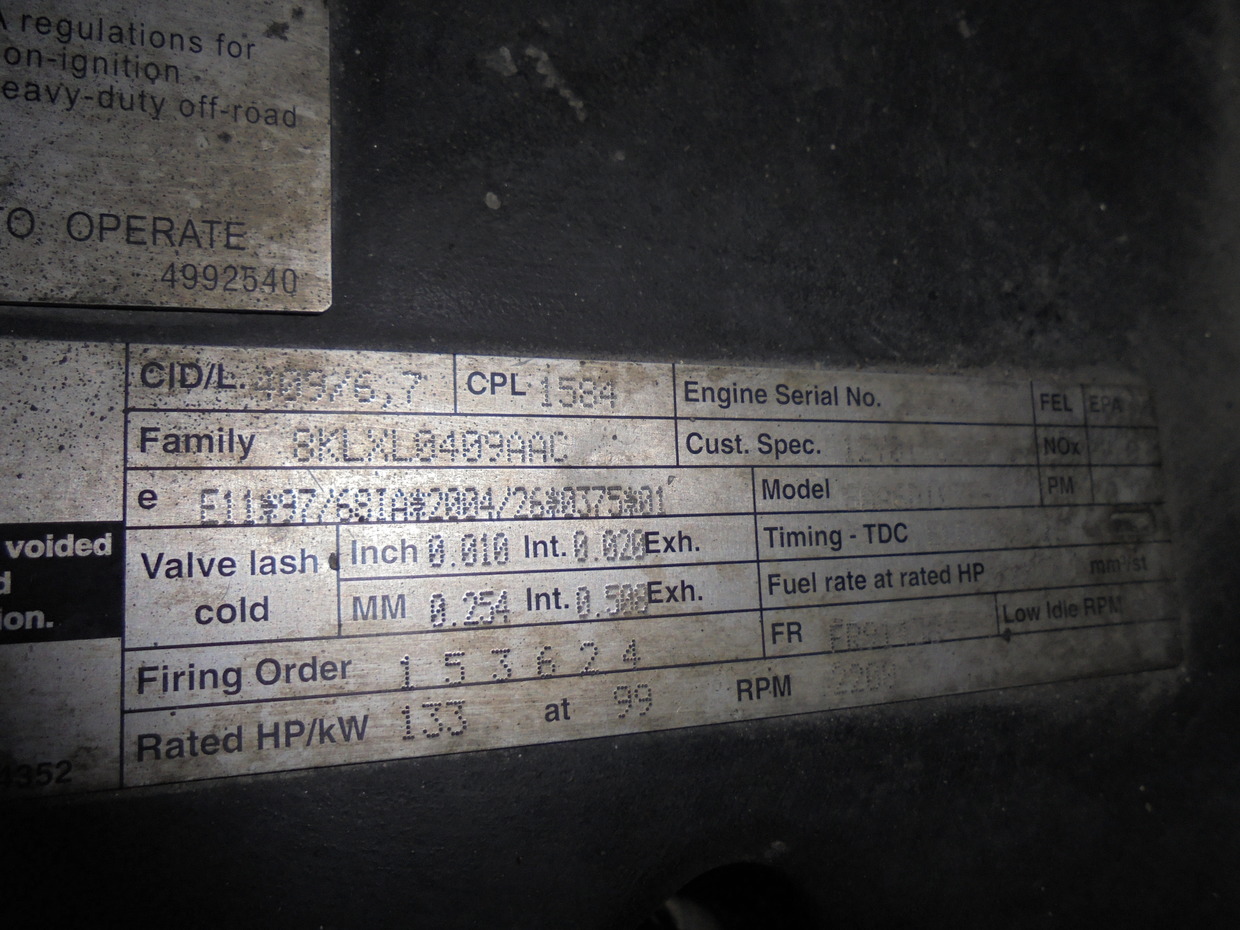 regulations for
on-ignition
eavy-duty off-road
TO OPERATE
4992540
CID/L. 409/6,7 CPL 1584 Engine Serial No. FEL EPA
Family 8KLXL0409AAC Cust. Spec. NOx
e E11*97/68IA*2004/26*0375*01 Model PM
voided
Valve lash cold Inch 0.010 Int. 0.020 Exh. Timing - TDC
MM 0.254 Int. 0.508 Exh. Fuel rate at rated HP mm³/st
ion.
Firing Order 1 5 3 6 2 4 FR Low Idle RPM
Rated HP/kW 133 at 99 RPM 2200
4352